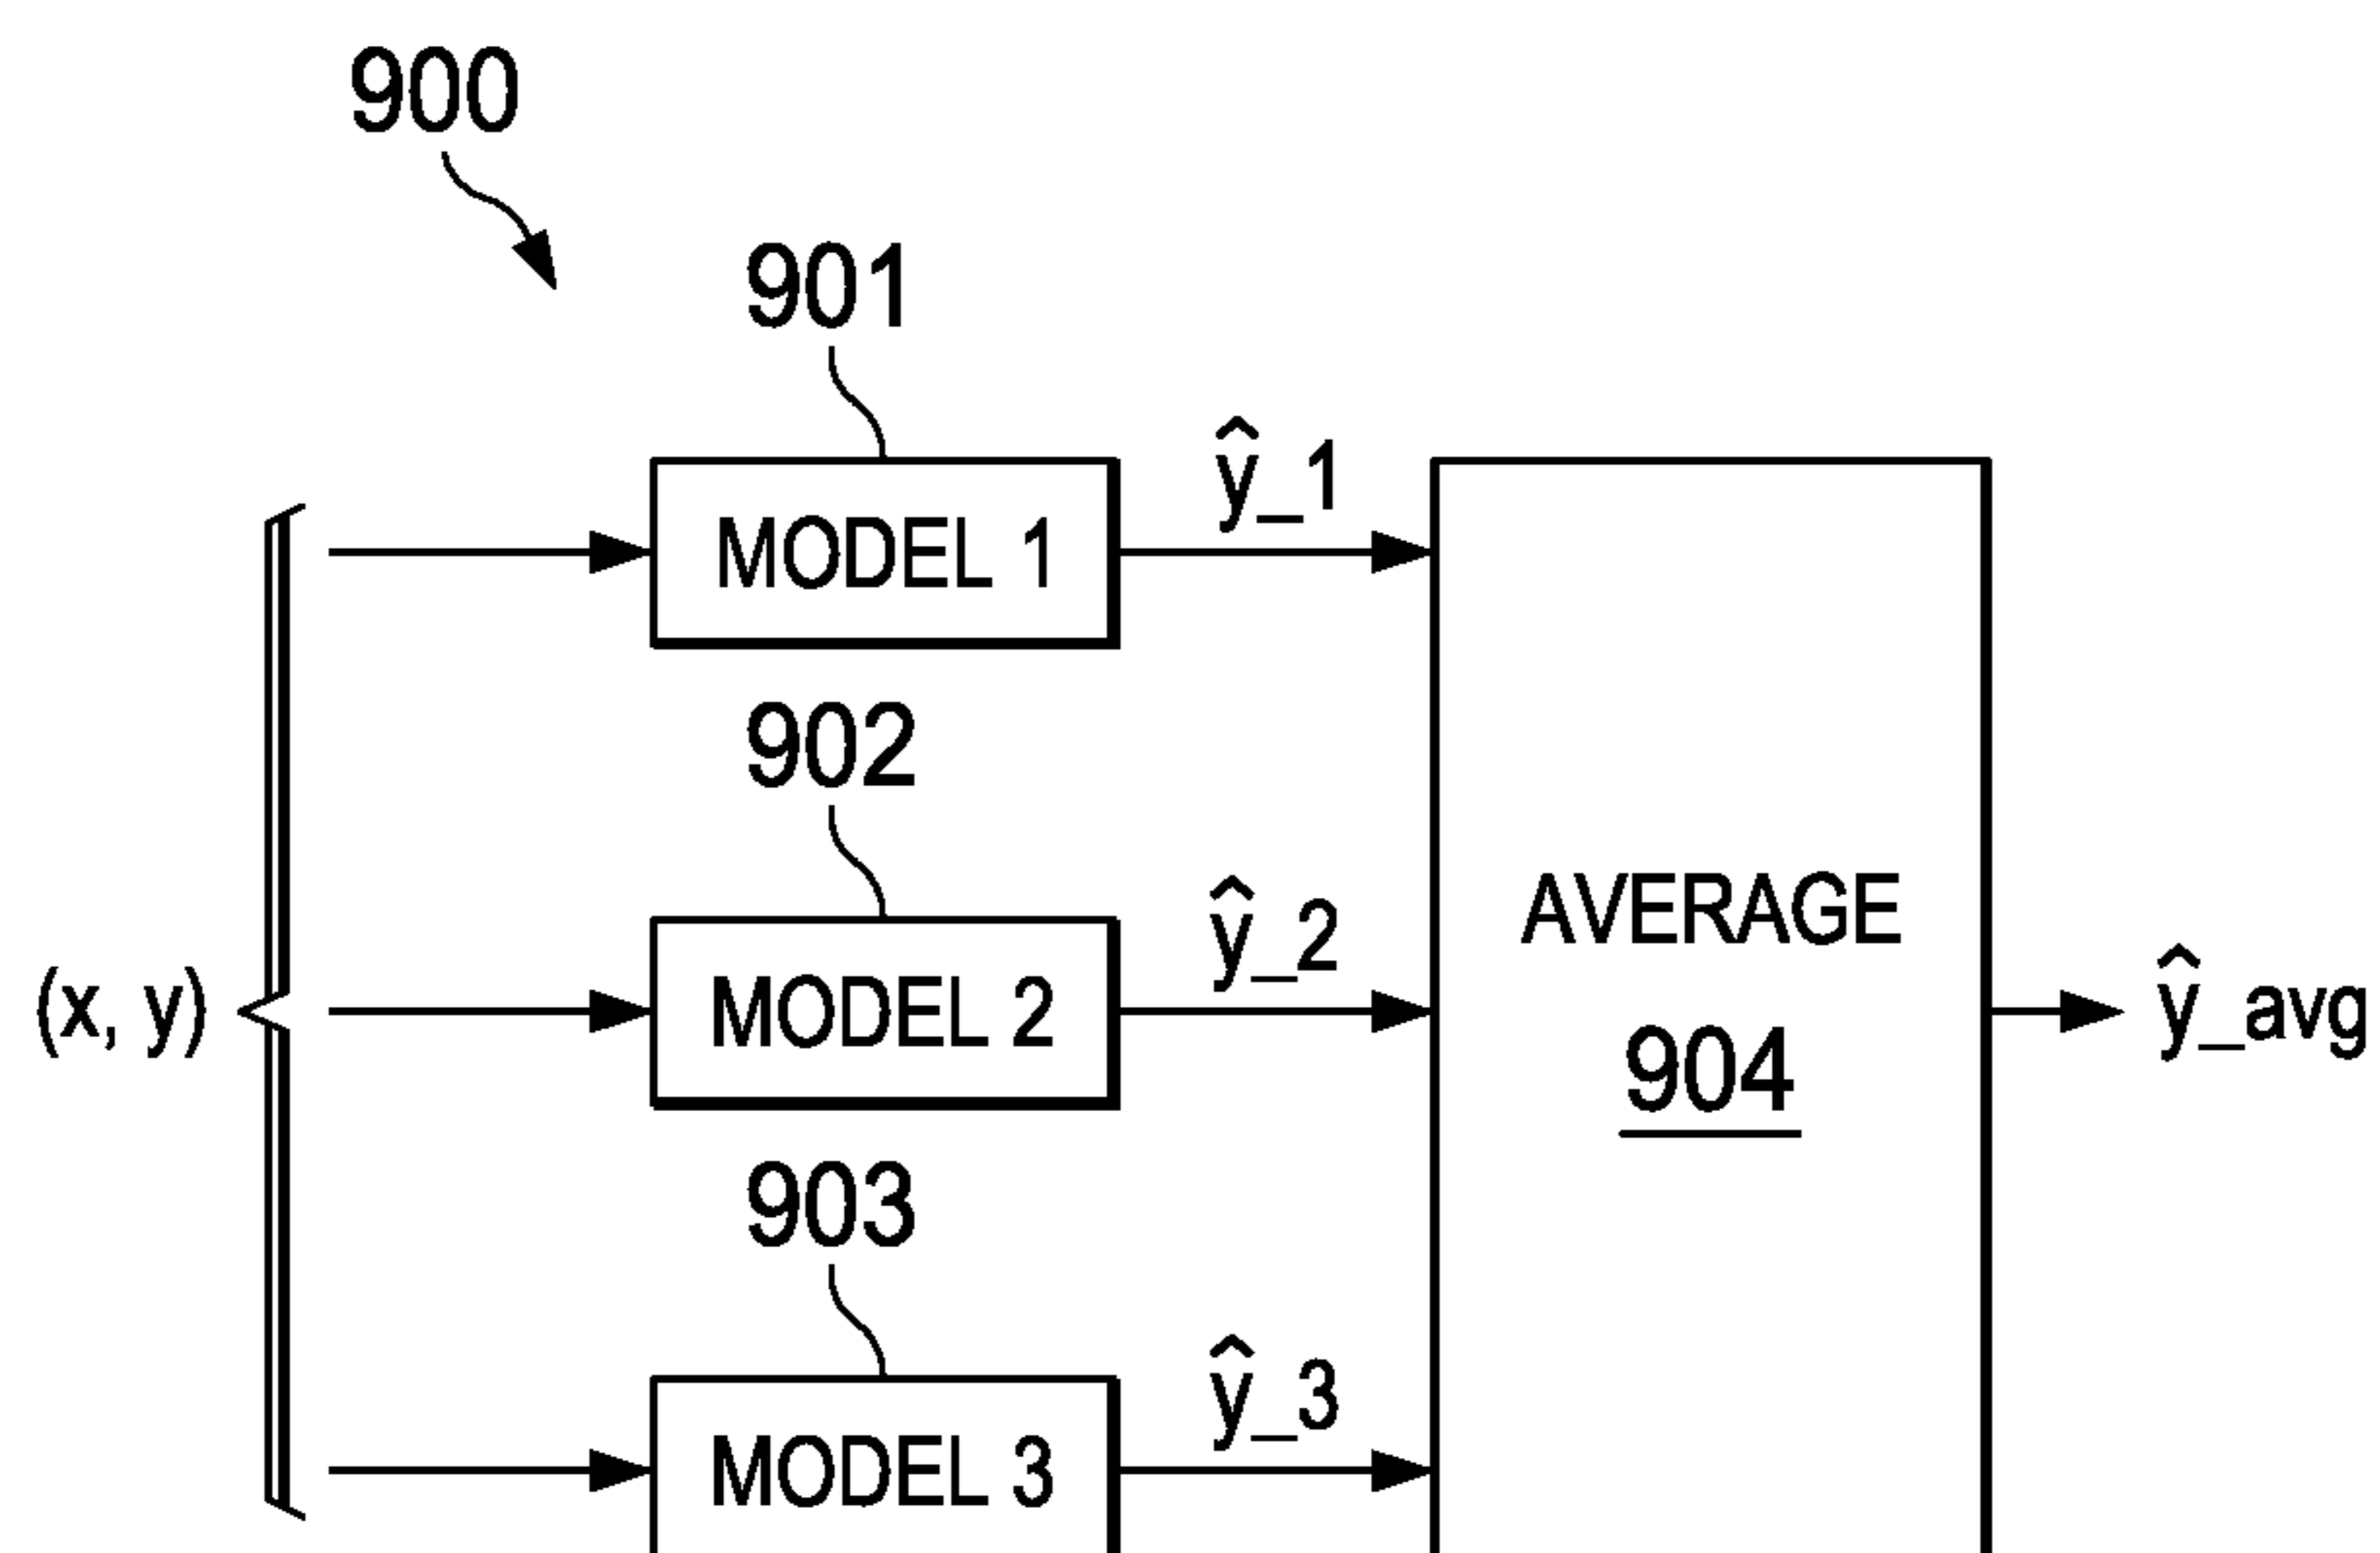 900
901
MODEL 1
ŷ_1
902
(x, y)
MODEL 2
ŷ_2
AVERAGE
904
ŷ_avg
903
MODEL 3
ŷ_3